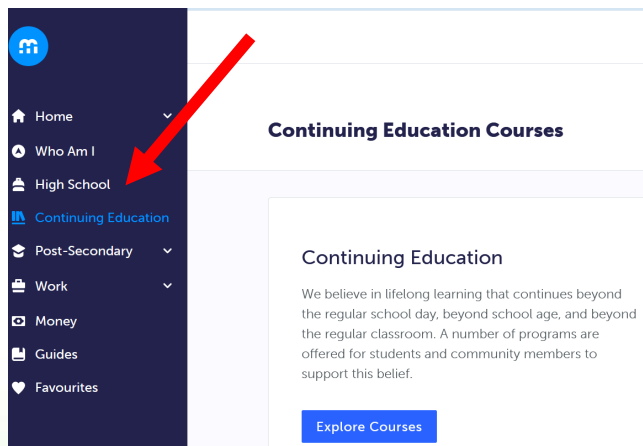 Home
Who Am I
High School
Continuing Education
Post-Secondary
Work
Money
Guides
Favourites
Continuing Education Courses
Continuing Education
We believe in lifelong learning that continues beyond
the regular school day, beyond school age, and beyond
the regular classroom. A number of programs are
offered for students and community members to
support this belief.
Explore Courses